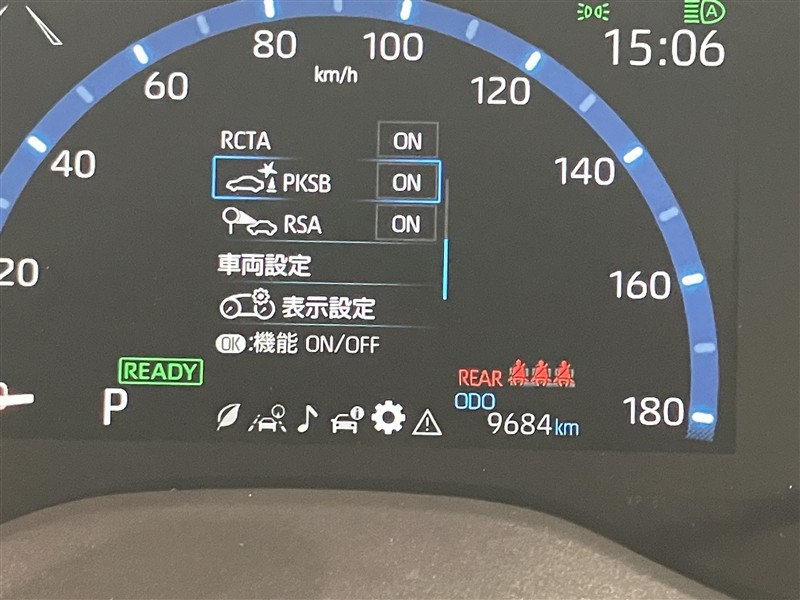 15:06
80 100
km/h
60 120
40 140
RCTA ON
PKSB ON
RSA ON
車両設定
20 160
表示設定
OK:機能 ON/OFF
READY
REAR
P
ODO
9684km
180